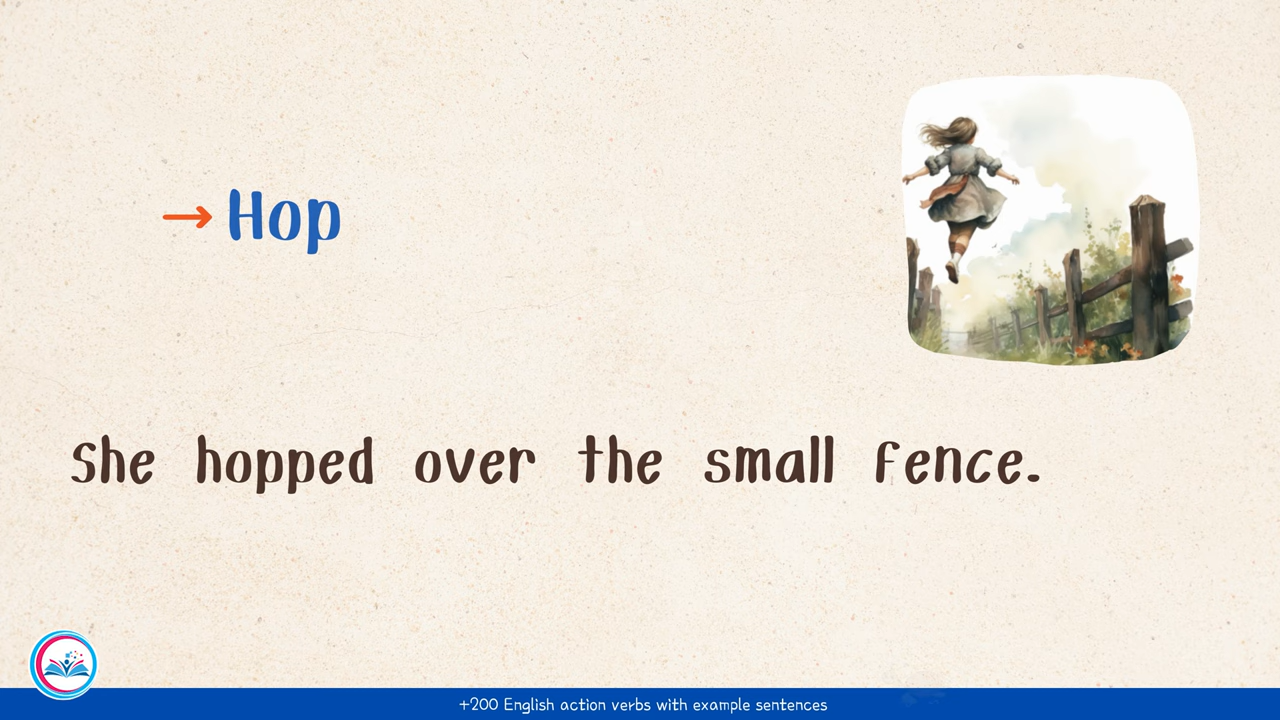 → Hop
She hopped over the small fence.
+200 English action verbs with example sentences